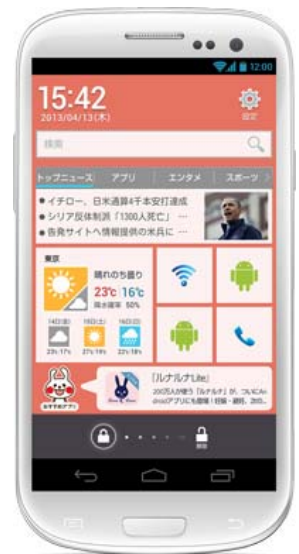 12:00
15:42
2013/04/13(木)
設定
検索
トップニュース アプリ エンタメ スポーツ
• イチロー、日米通算4千本安打達成
• シリア反体制派「1300人死亡」 …
• 告発サイトへ情報提供の米兵に …
東京
晴れのち曇り
23℃ 16℃
降水確率 50%
14日(金) 15日(土) 16日(日)
23℃ 17℃ 27℃ 19℃ 22℃ 18℃
おすすめアプリ
「ルナルナLite」
200万人が使う「ルナルナ」が、ついにAn
droidアプリにも登場！妊娠・避妊、次の…
解除